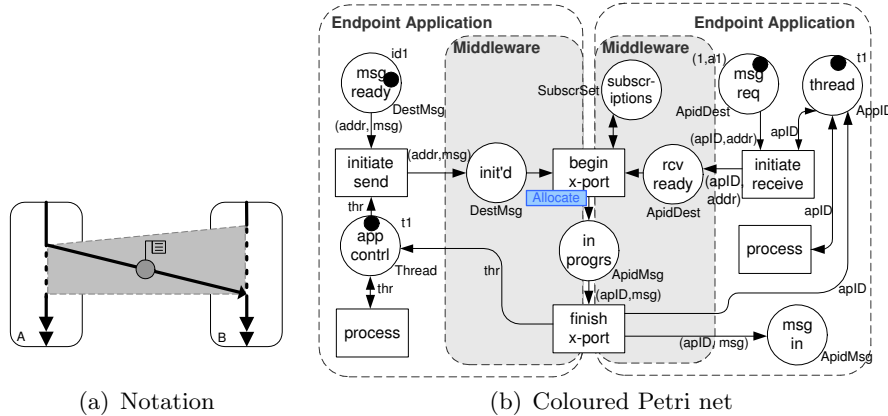 Endpoint Application
Endpoint Application
Middleware
Middleware
id1
msg
ready
DestMsg
(addr, msg)
initiate
send
(addr,msg)
init'd
DestMsg
thr
t1
app
contrl
Thread
thr
process
SubscrSet
subscr-
iptions
begin
x-port
Allocate
in
progrs
ApidMsg
(apID,msg)
thr
finish
x-port
(1,a1)
msg
req
ApidDest
(apID,addr)
rcv
ready
ApidDest
(apID,
addr)
initiate
receive
t1
thread
AppID
apID
apID
process
apID
(apID, msg)
msg
in
ApidMsg
A
B
(a) Notation
(b) Coloured Petri net